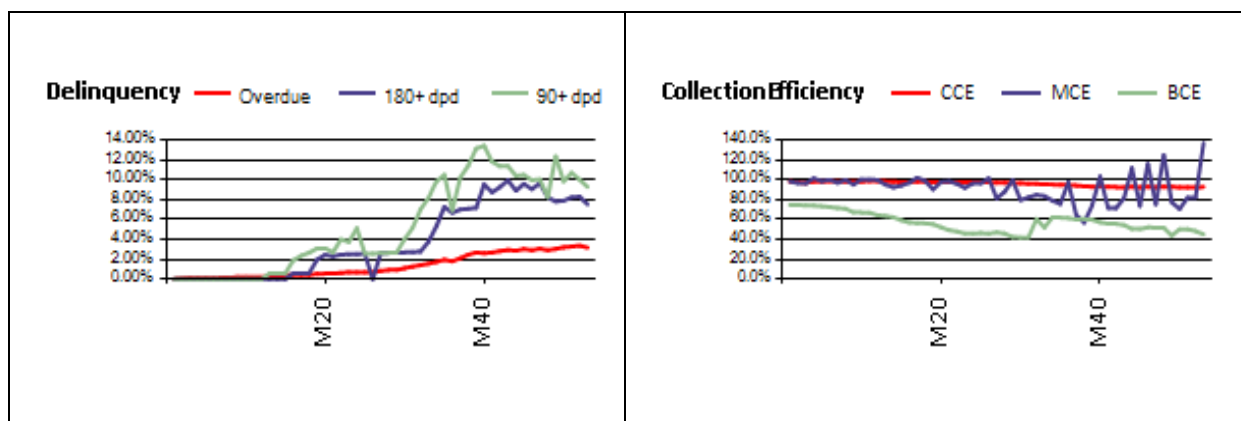 Delinquency Overdue 180+ dpd 90+ dpd
14.00%
12.00%
10.00%
8.00%
6.00%
4.00%
2.00%
0.00%
M20
M40
Collection Efficiency CCE MCE BCE
140.0%
120.0%
100.0%
80.0%
60.0%
40.0%
20.0%
0.0%
M20
M40